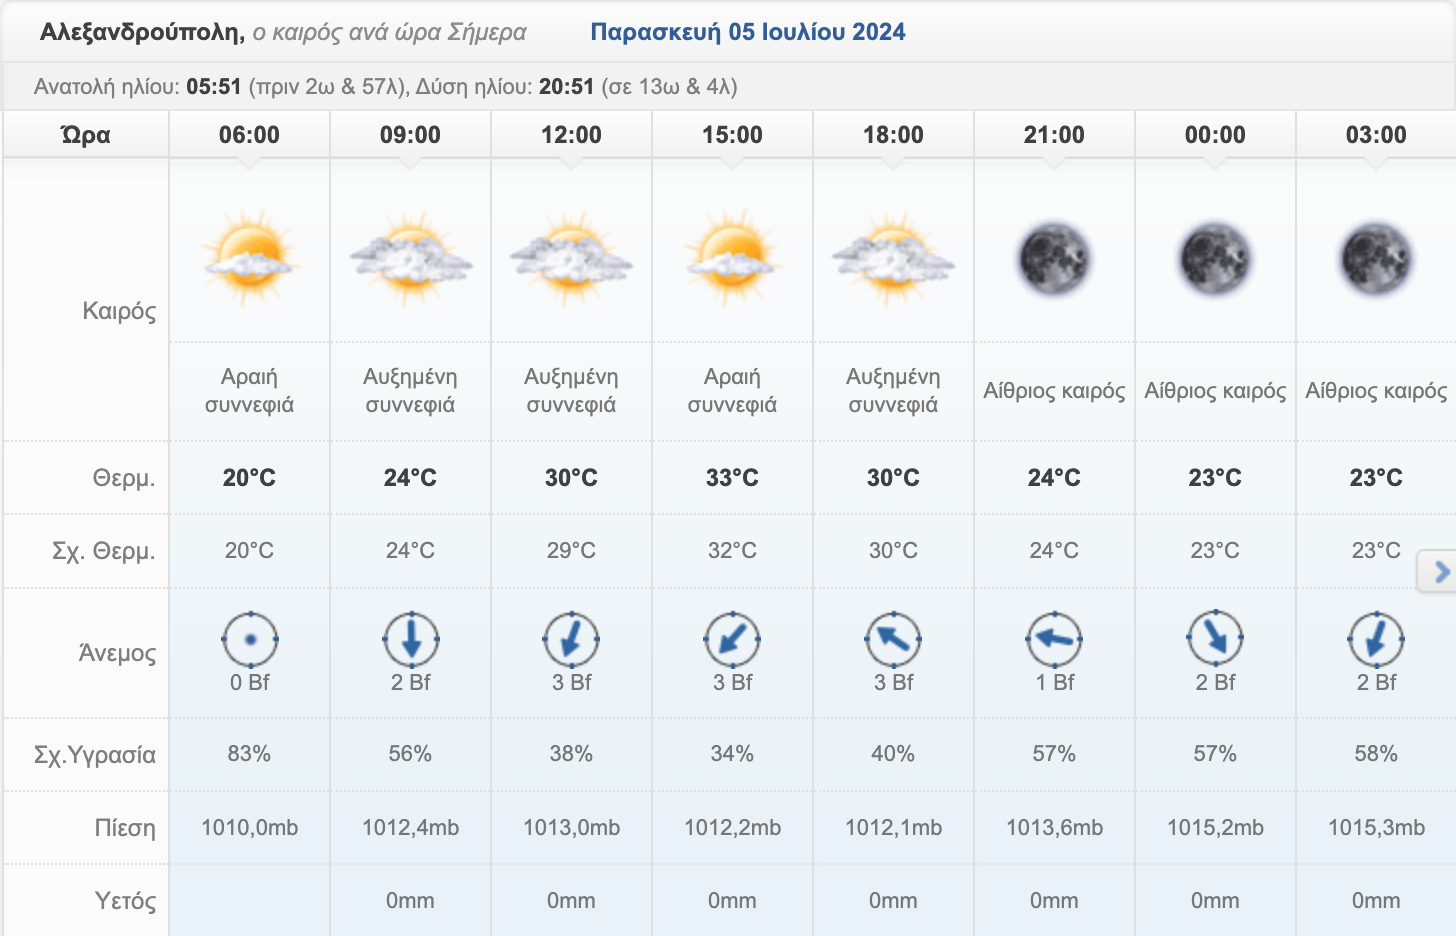 Αλεξανδρούπολη, ο καιρός ανά ώρα Σήμερα Παρασκευή 05 Ιουλίου 2024
Ανατολή ηλίου: 05:51 (πριν 2ω & 57λ), Δύση ηλίου: 20:51 (σε 13ω & 4λ)
Ώρα 06:00 09:00 12:00 15:00 18:00 21:00 00:00 03:00
Καιρός
Αραιή Αυξημένη Αυξημένη Αραιή Αυξημένη
συννεφιά συννεφιά συννεφιά συννεφιά συννεφιά Αίθριος καιρός Αίθριος καιρός Αίθριος καιρός
Θερμ. 20°C 24°C 30°C 33°C 30°C 24°C 23°C 23°C
Σχ. Θερμ. 20°C 24°C 29°C 32°C 30°C 24°C 23°C 23°C
Άνεμος 0 Bf 2 Bf 3 Bf 3 Bf 3 Bf 1 Bf 2 Bf 2 Bf
Σχ.Υγρασία 83% 56% 38% 34% 40% 57% 57% 58%
Πίεση 1010,0mb 1012,4mb 1013,0mb 1012,2mb 1012,1mb 1013,6mb 1015,2mb 1015,3mb
Υετός 0mm 0mm 0mm 0mm 0mm 0mm 0mm